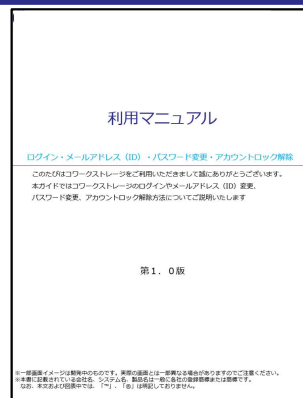 利用マニュアル
ログイン・メールアドレス（ID）・パスワード変更・アカウントロック解除
このたびはコワークストレージをご利用いただきまして誠にありがとうございます。
本ガイドではコワークストレージのログインやメールアドレス（ID）変更、
パスワード変更、アカウントロック解除方法についてご説明いたします
第１．０版
※一部画面イメージは開発中のものです。実際の画面とは一部異なる場合がありますのでご注意ください。
※本書に記載されている会社名、システム名、製品名は一般に各社の登録商標または商標です。
なお、本文および図表中では、「™」、「®」は明記しておりません。